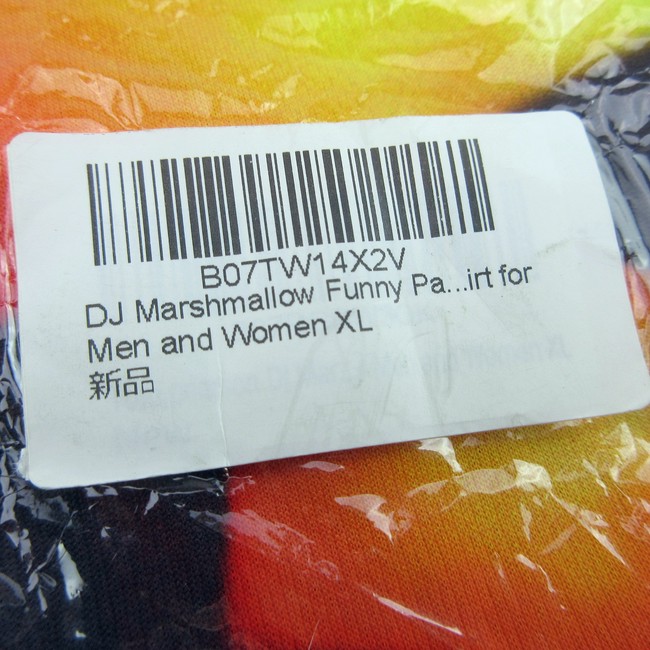 B07TW14X2V
DJ Marshmallow Funny Pa...irt for
Men and Women XL
新品